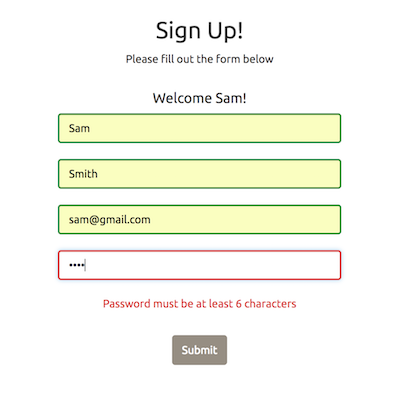 Sign Up!
Please fill out the form below
Welcome Sam!
Sam
Smith
sam@gmail.com
••••
Password must be at least 6 characters
Submit